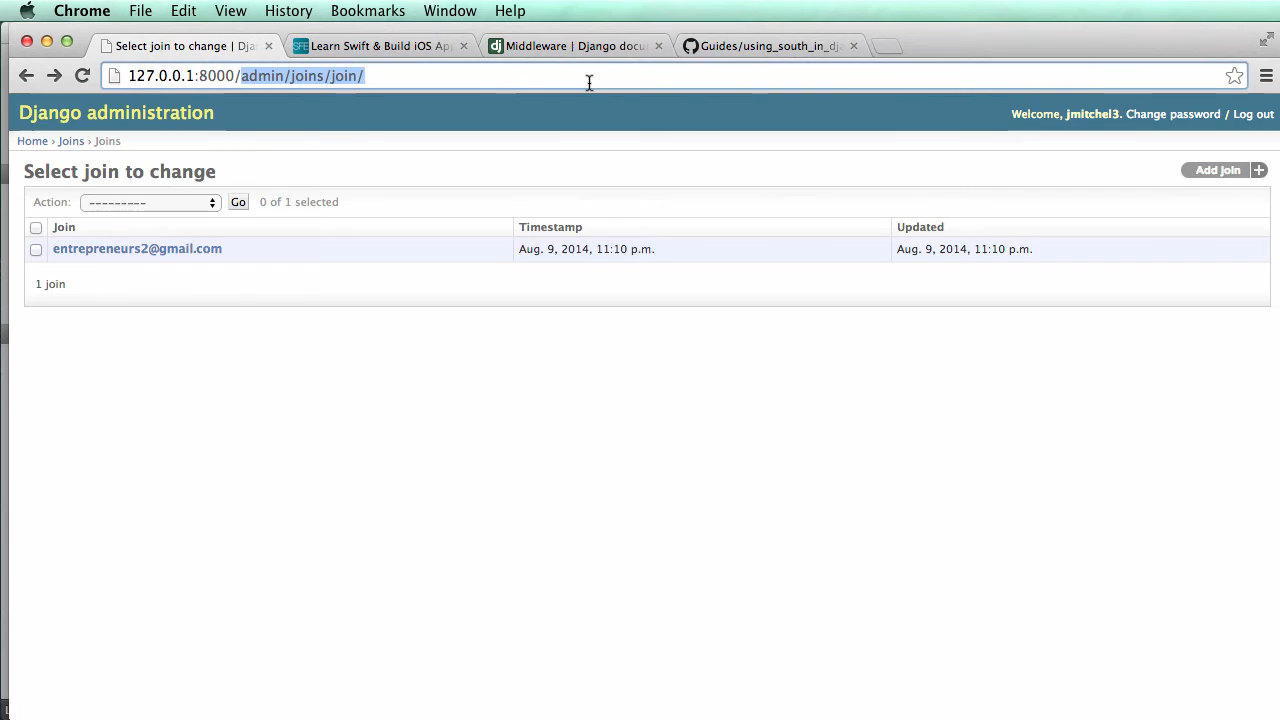 Chrome File Edit View History Bookmarks Window Help
Select join to change | Djan
Learn Swift & Build iOS Ap
Middleware | Django docu
Guides/using_south_in_dj
127.0.0.1:8000/admin/joins/join/
Django administration
Welcome, jmitchel3. Change password / Log out
Home › Joins › Joins
Select join to change
Add join +
Action: --------- Go 0 of 1 selected
Join Timestamp Updated
entrepreneurs2@gmail.com Aug. 9, 2014, 11:10 p.m. Aug. 9, 2014, 11:10 p.m.
1 join